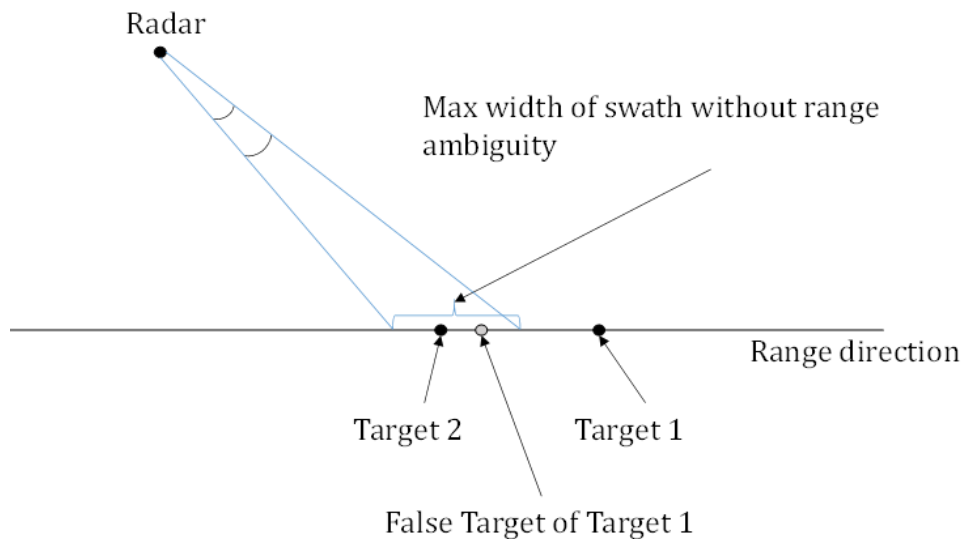 Radar
Max width of swath without range
ambiguity
Range direction
Target 2
Target 1
False Target of Target 1